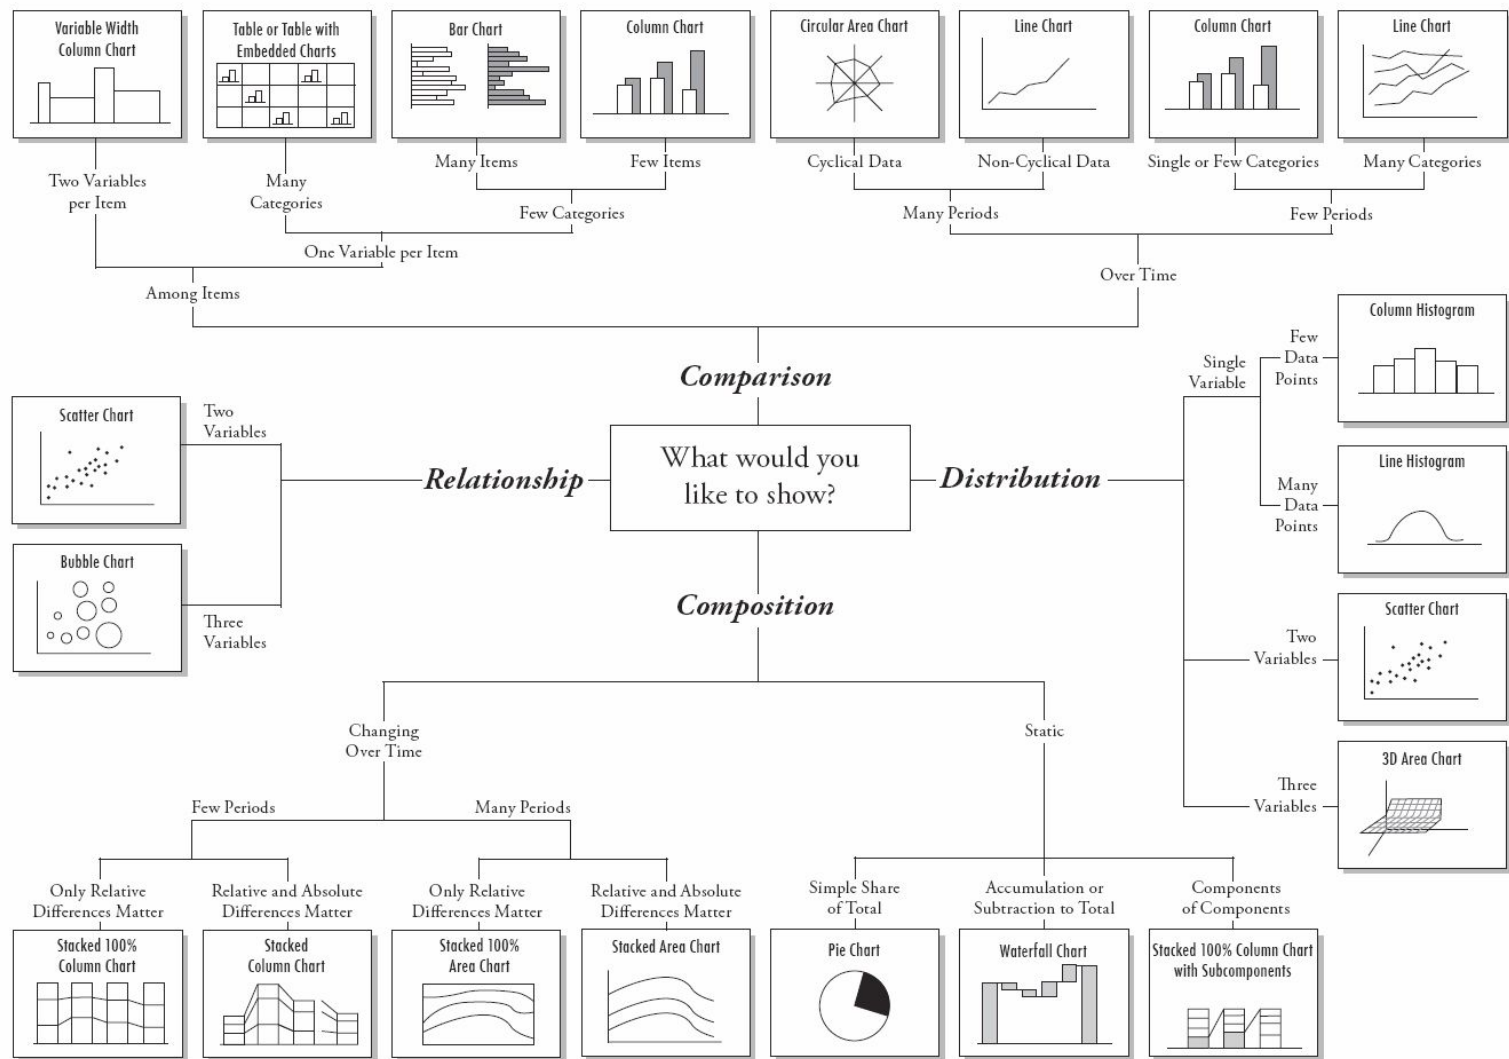 Variable Width
Column Chart
Table or Table with
Embedded Charts
Bar Chart
Column Chart
Circular Area Chart
Line Chart
Column Chart
Line Chart
Two Variables
per Item
Many
Categories
Many Items
Few Items
Cyclical Data
Non-Cyclical Data
Single or Few Categories
Many Categories
Few Categories
Many Periods
Few Periods
One Variable per Item
Among Items
Over Time
Comparison
What would you
like to show?
Relationship
Two
Variables
Scatter Chart
Three
Variables
Bubble Chart
Distribution
Single
Variable
Few
Data
Points
Column Histogram
Many
Data
Points
Line Histogram
Two
Variables
Scatter Chart
Three
Variables
3D Area Chart
Composition
Changing
Over Time
Static
Few Periods
Many Periods
Only Relative
Differences Matter
Relative and Absolute
Differences Matter
Only Relative
Differences Matter
Relative and Absolute
Differences Matter
Simple Share
of Total
Accumulation or
Subtraction to Total
Components
of Components
Stacked 100%
Column Chart
Stacked
Column Chart
Stacked 100%
Area Chart
Stacked Area Chart
Pie Chart
Waterfall Chart
Stacked 100% Column Chart
with Subcomponents